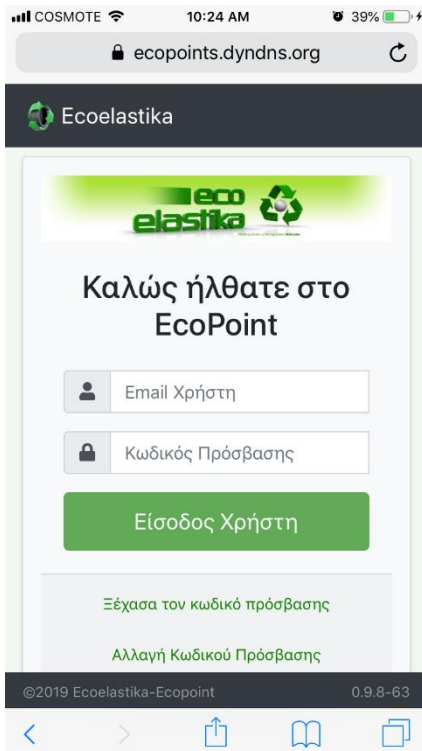 COSMOTE 10:24 AM 39%
ecopoints.dyndns.org
Ecoelastika
eco
elastika
Καλώς ήλθατε στο
EcoPoint
Email Χρήστη
Κωδικός Πρόσβασης
Είσοδος Χρήστη
Ξέχασα τον κωδικό πρόσβασης
Αλλαγή Κωδικού Πρόσβασης
©2019 Ecoelastika-Ecopoint 0.9.8-63